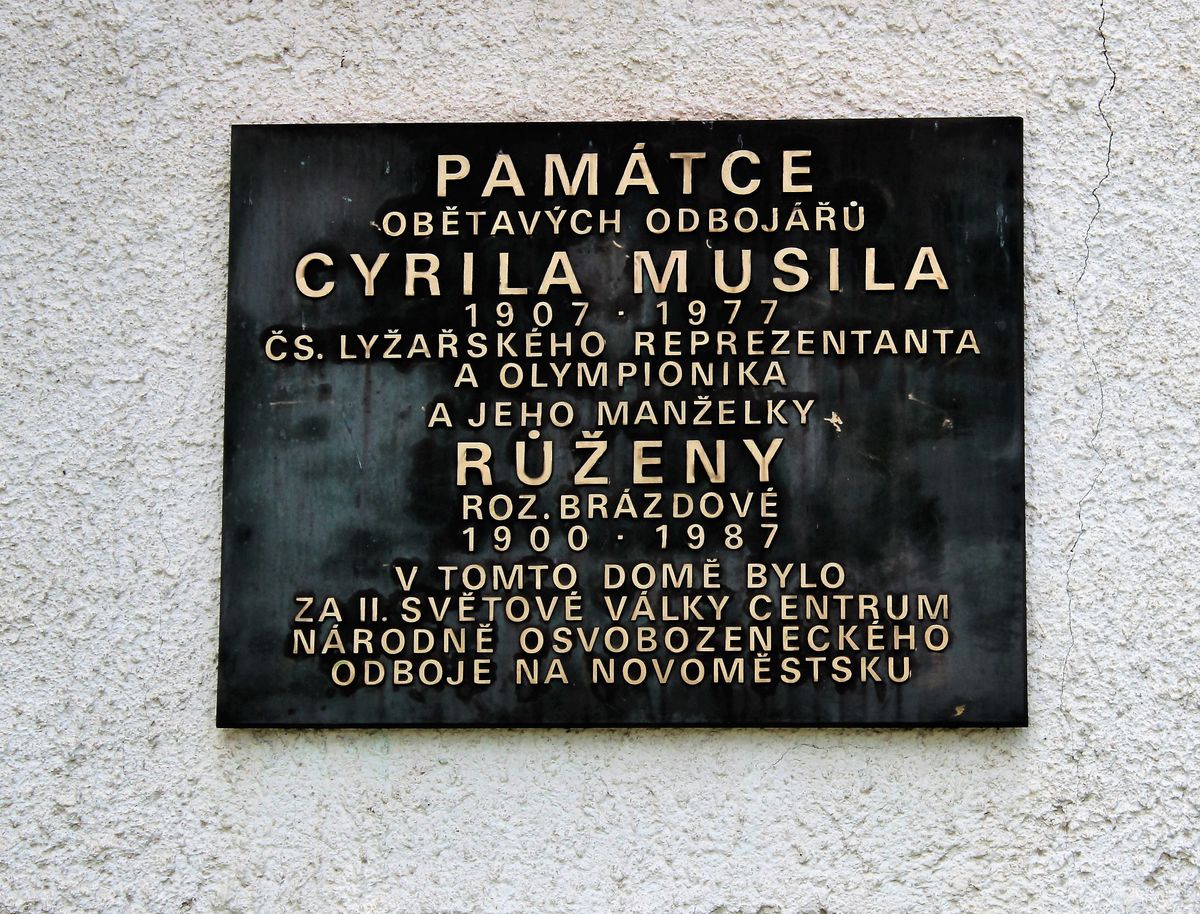 PAMÁTCE
OBĚTAVÝCH ODBOJÁŘŮ
CYRILA MUSILA
1907 · 1977
ČS. LYŽAŘSKÉHO REPREZENTANTA
A OLYMPIONIKA
A JEHO MANŽELKY
RŮŽENY
ROZ. BRÁZDOVÉ
1900 · 1987
V TOMTO DOMĚ BYLO
ZA II. SVĚTOVÉ VÁLKY CENTRUM
NÁRODNĚ OSVOBOZENECKÉHO
ODBOJE NA NOVOMĚSTSKU